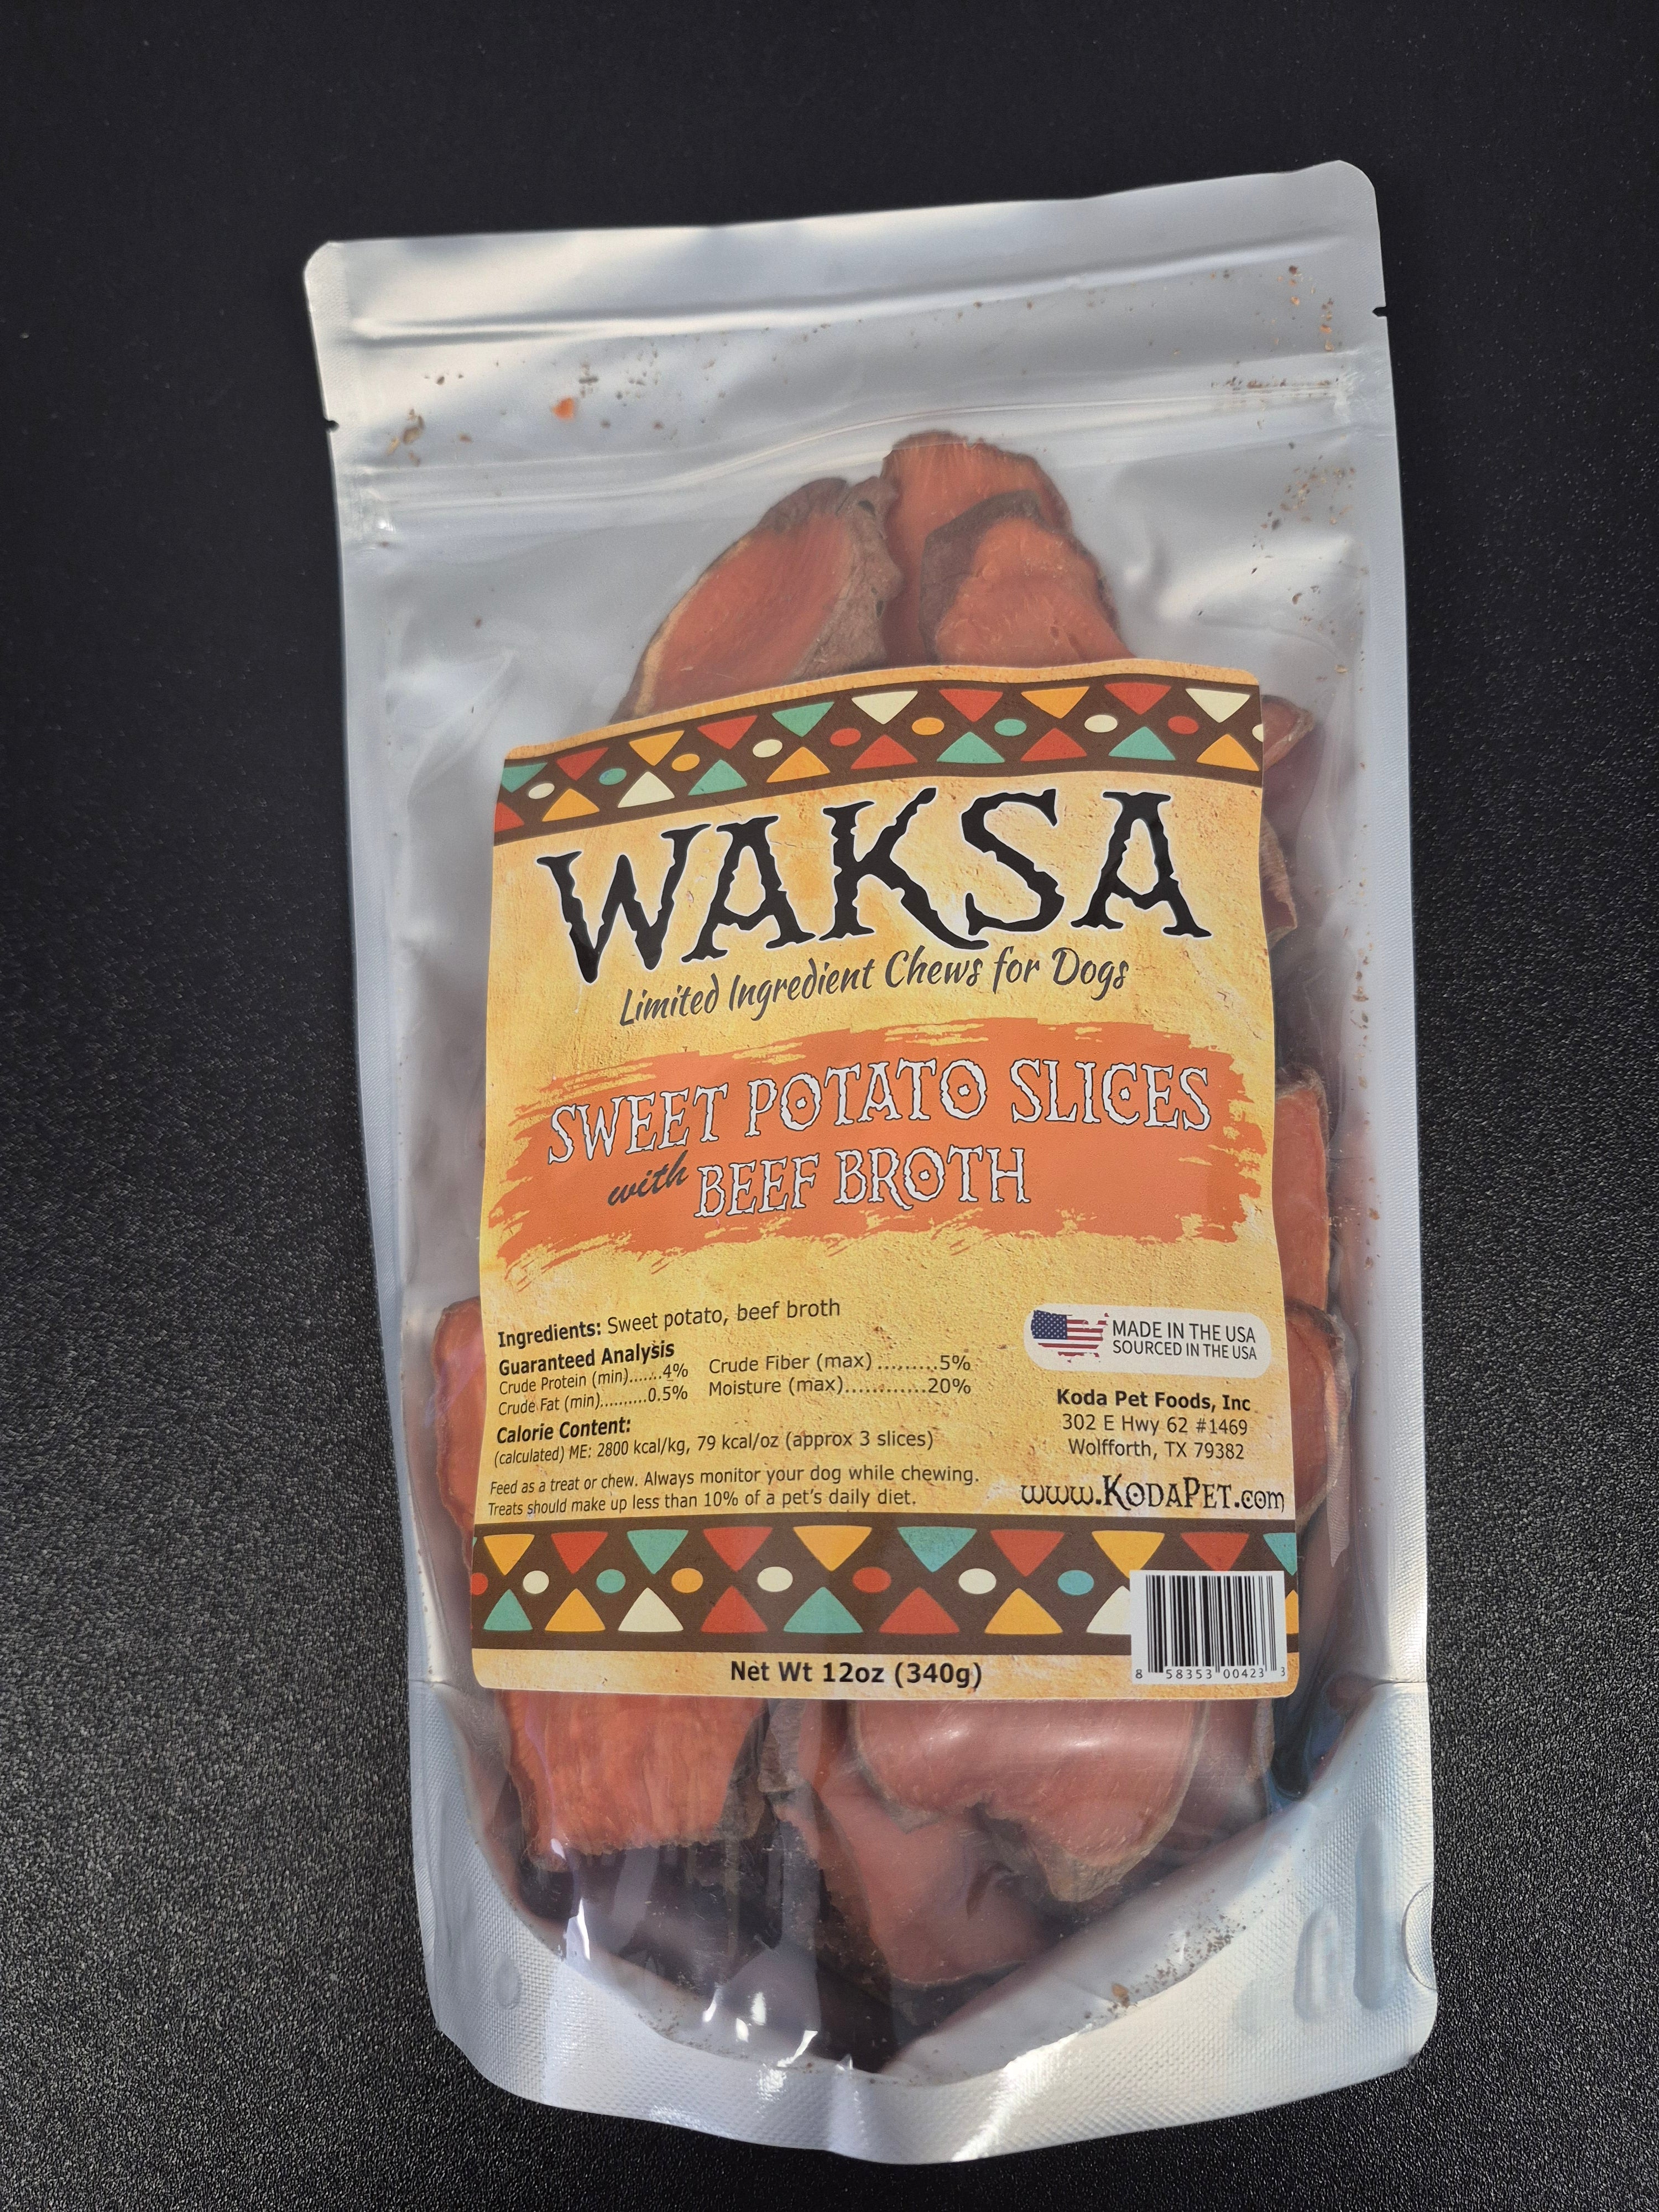 WAKSA
Limited Ingredient Chews for Dogs
SWEET POTATO SLICES
with BEEF BROTH
Ingredients: Sweet potato, beef broth
Guaranteed Analysis
Crude Protein (min).......4% Crude Fiber (max).........5%
Crude Fat (min)..........0.5% Moisture (max)............20%
Calorie Content:
(calculated) ME: 2800 kcal/kg, 79 kcal/oz (approx 3 slices)
Feed as a treat or chew. Always monitor your dog while chewing.
Treats should make up less than 10% of a pet's daily diet.
MADE IN THE USA
SOURCED IN THE USA
Koda Pet Foods, Inc
302 E Hwy 62 #1469
Wolfforth, TX 79382
www.KodaPet.com
8 58353 00423 3
Net Wt 12oz (340g)